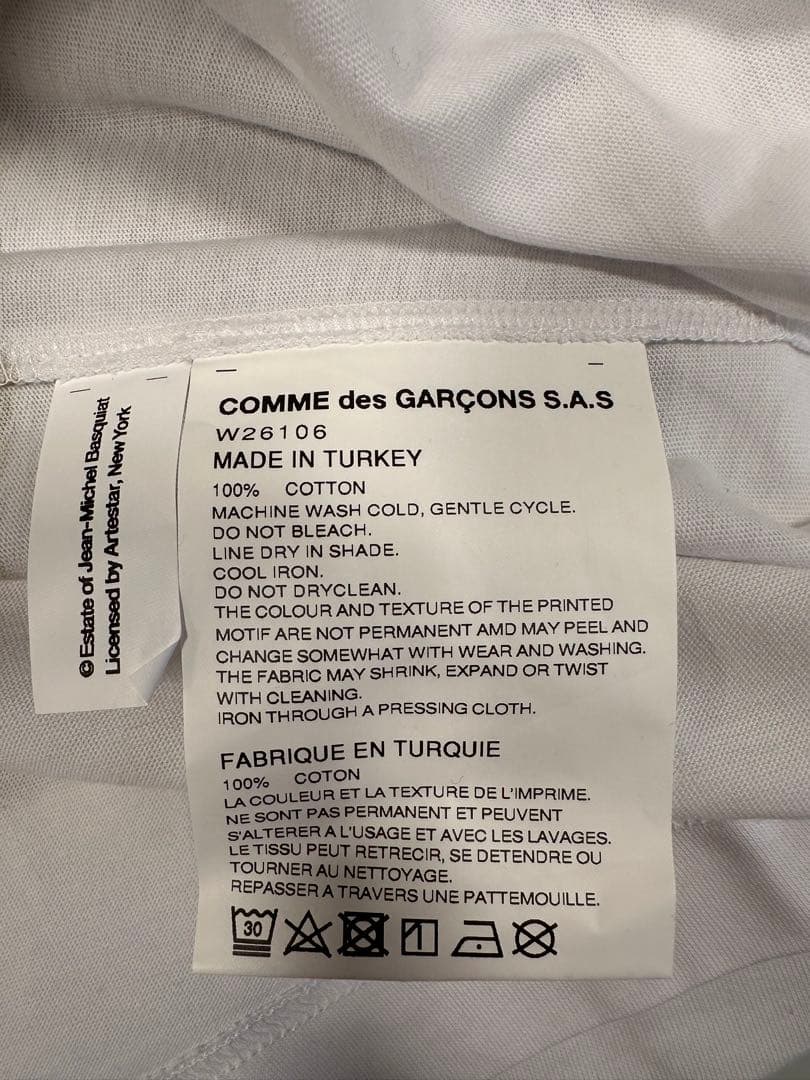 ©Estate of Jean-Michel Basquiat
Licensed by Artestar, New York
COMME des GARÇONS S.A.S
W26106
MADE IN TURKEY
100% COTTON
MACHINE WASH COLD, GENTLE CYCLE.
DO NOT BLEACH.
LINE DRY IN SHADE.
COOL IRON.
DO NOT DRYCLEAN.
THE COLOUR AND TEXTURE OF THE PRINTED
MOTIF ARE NOT PERMANENT AMD MAY PEEL AND
CHANGE SOMEWHAT WITH WEAR AND WASHING.
THE FABRIC MAY SHRINK, EXPAND OR TWIST
WITH CLEANING.
IRON THROUGH A PRESSING CLOTH.
FABRIQUE EN TURQUIE
100% COTON
LA COULEUR ET LA TEXTURE DE L'IMPRIME.
NE SONT PAS PERMANENT ET PEUVENT
S'ALTERER A L'USAGE ET AVEC LES LAVAGES.
LE TISSU PEUT RETRECIR, SE DETENDRE OU
TOURNER AU NETTOYAGE.
REPASSER A TRAVERS UNE PATTEMOUILLE.
30